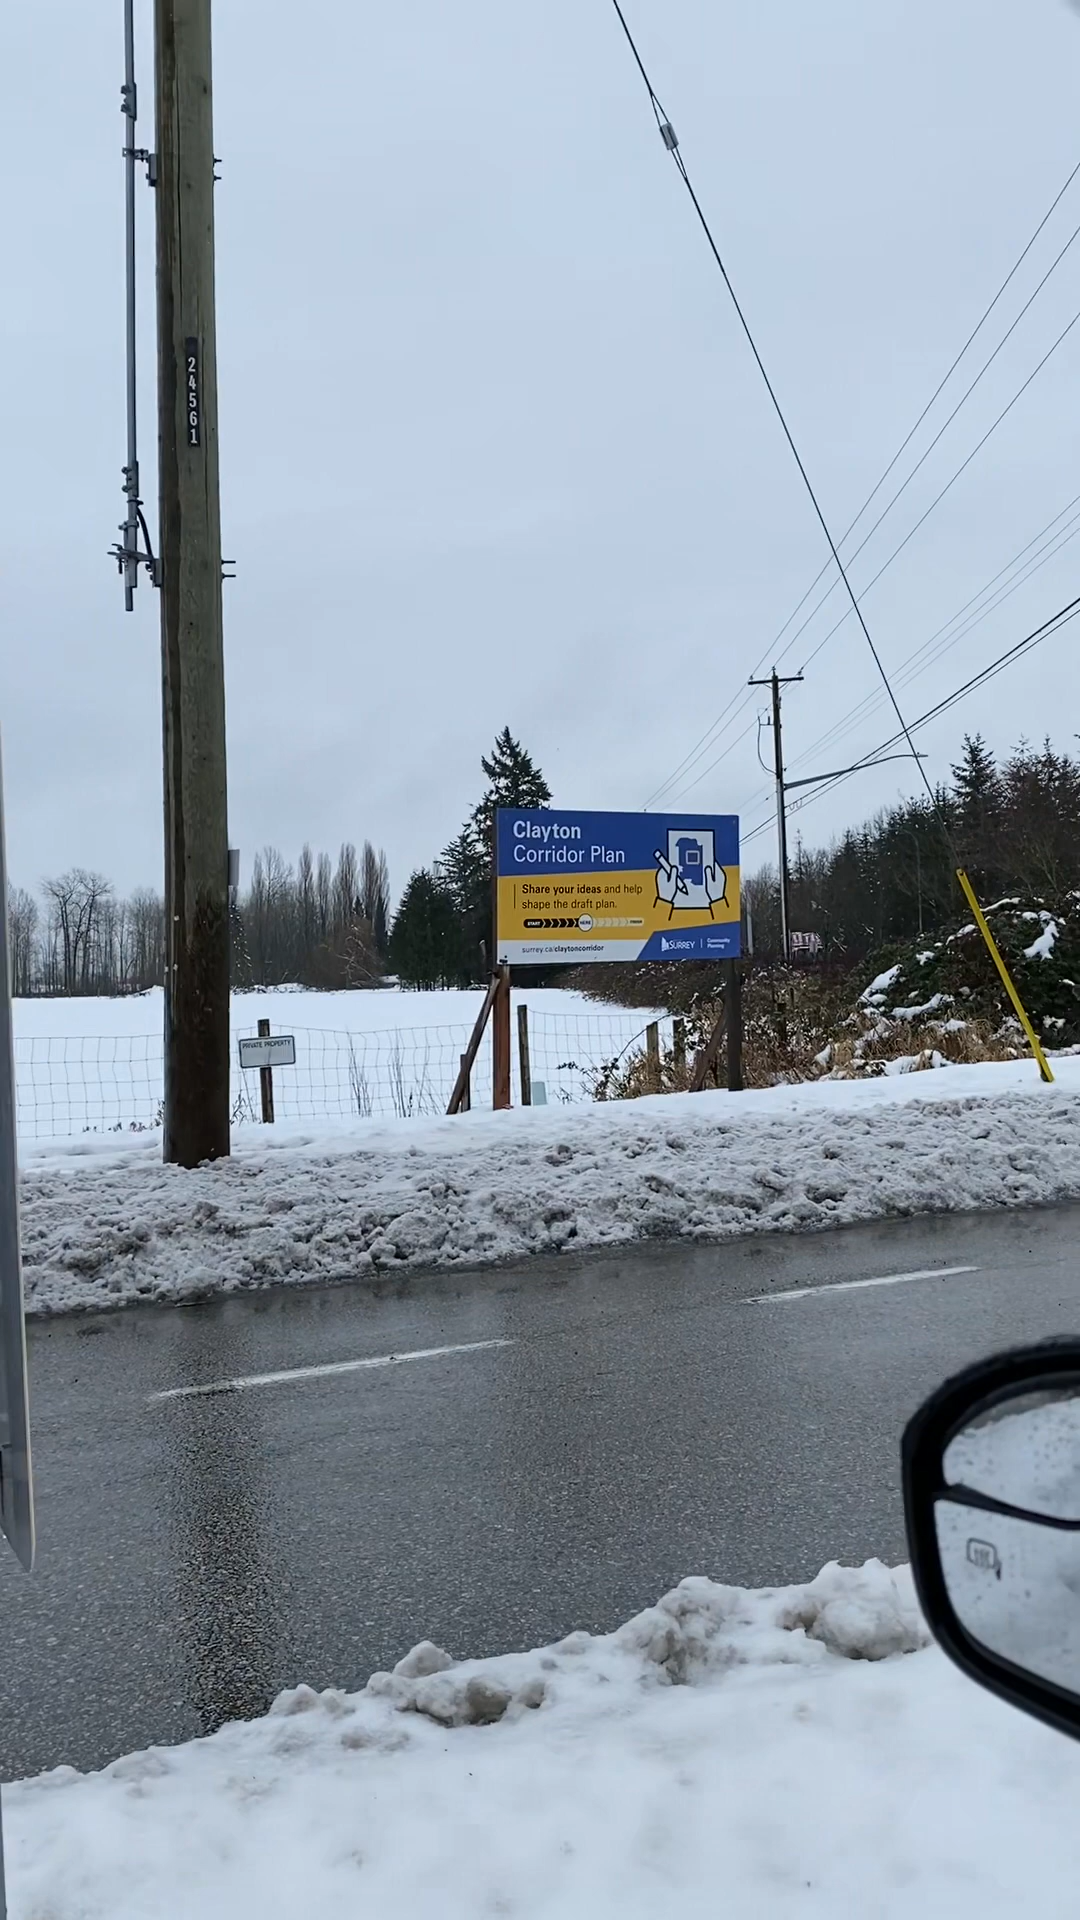 24561
Clayton
Corridor Plan
Share your ideas and help
shape the draft plan.
START HERE FINISH
surrey.ca/claytoncorridor
SURREY
Community
Planning
PRIVATE PROPERTY